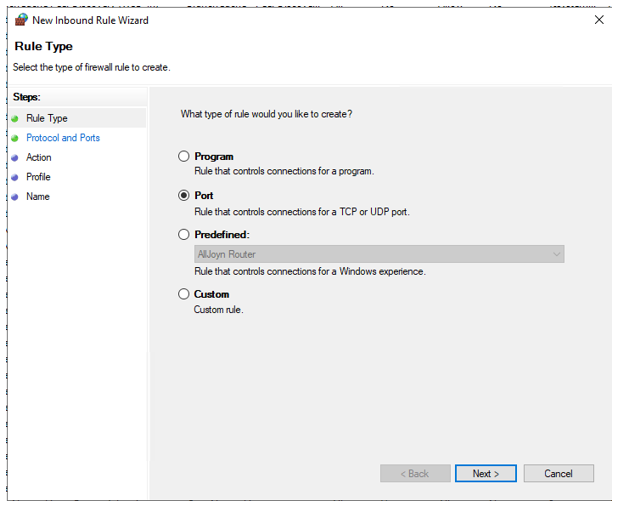 New Inbound Rule Wizard
Rule Type
Select the type of firewall rule to create.
Steps:
Rule Type
Protocol and Ports
Action
Profile
Name
What type of rule would you like to create?
Program
Rule that controls connections for a program.
Port
Rule that controls connections for a TCP or UDP port.
Predefined:
AllJoyn Router
Rule that controls connections for a Windows experience.
Custom
Custom rule.
< Back
Next >
Cancel